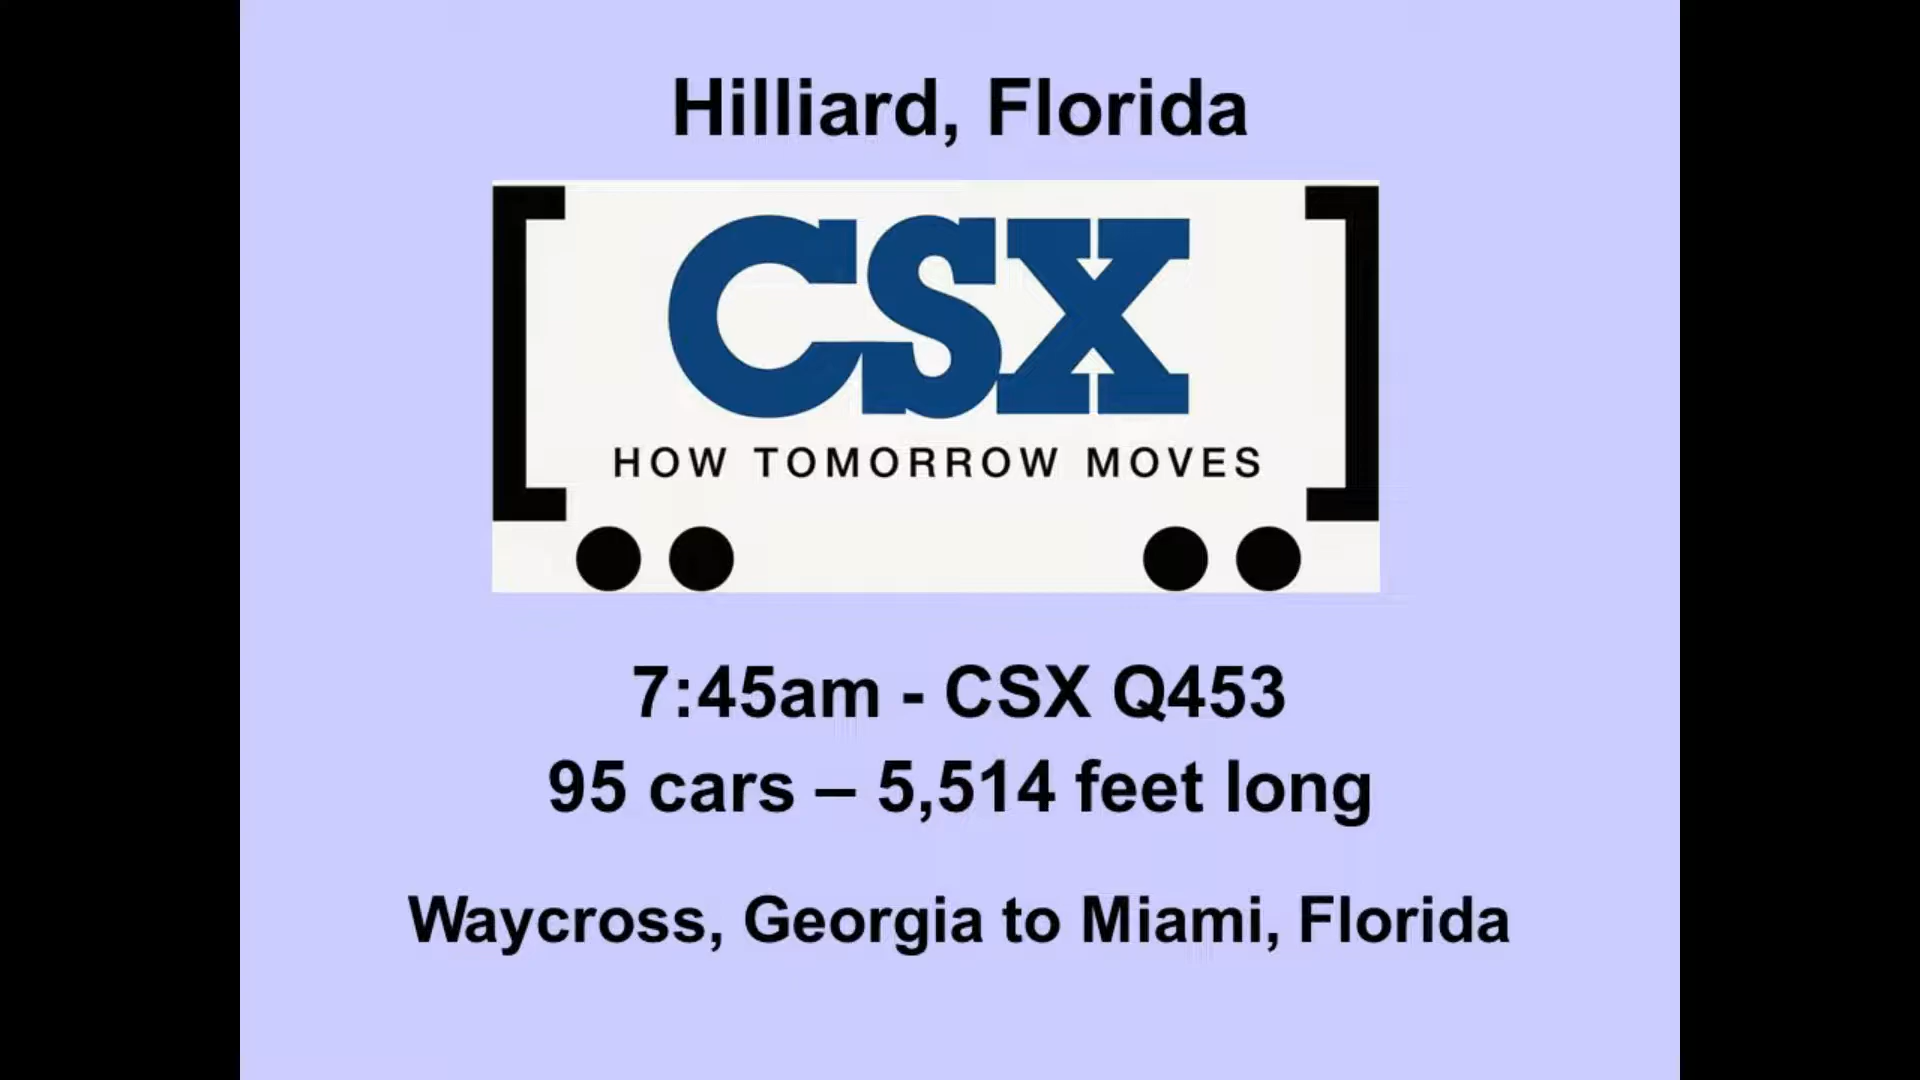 Hilliard, Florida
CSX
HOW TOMORROW MOVES
7:45am - CSX Q453
95 cars – 5,514 feet long
Waycross, Georgia to Miami, Florida